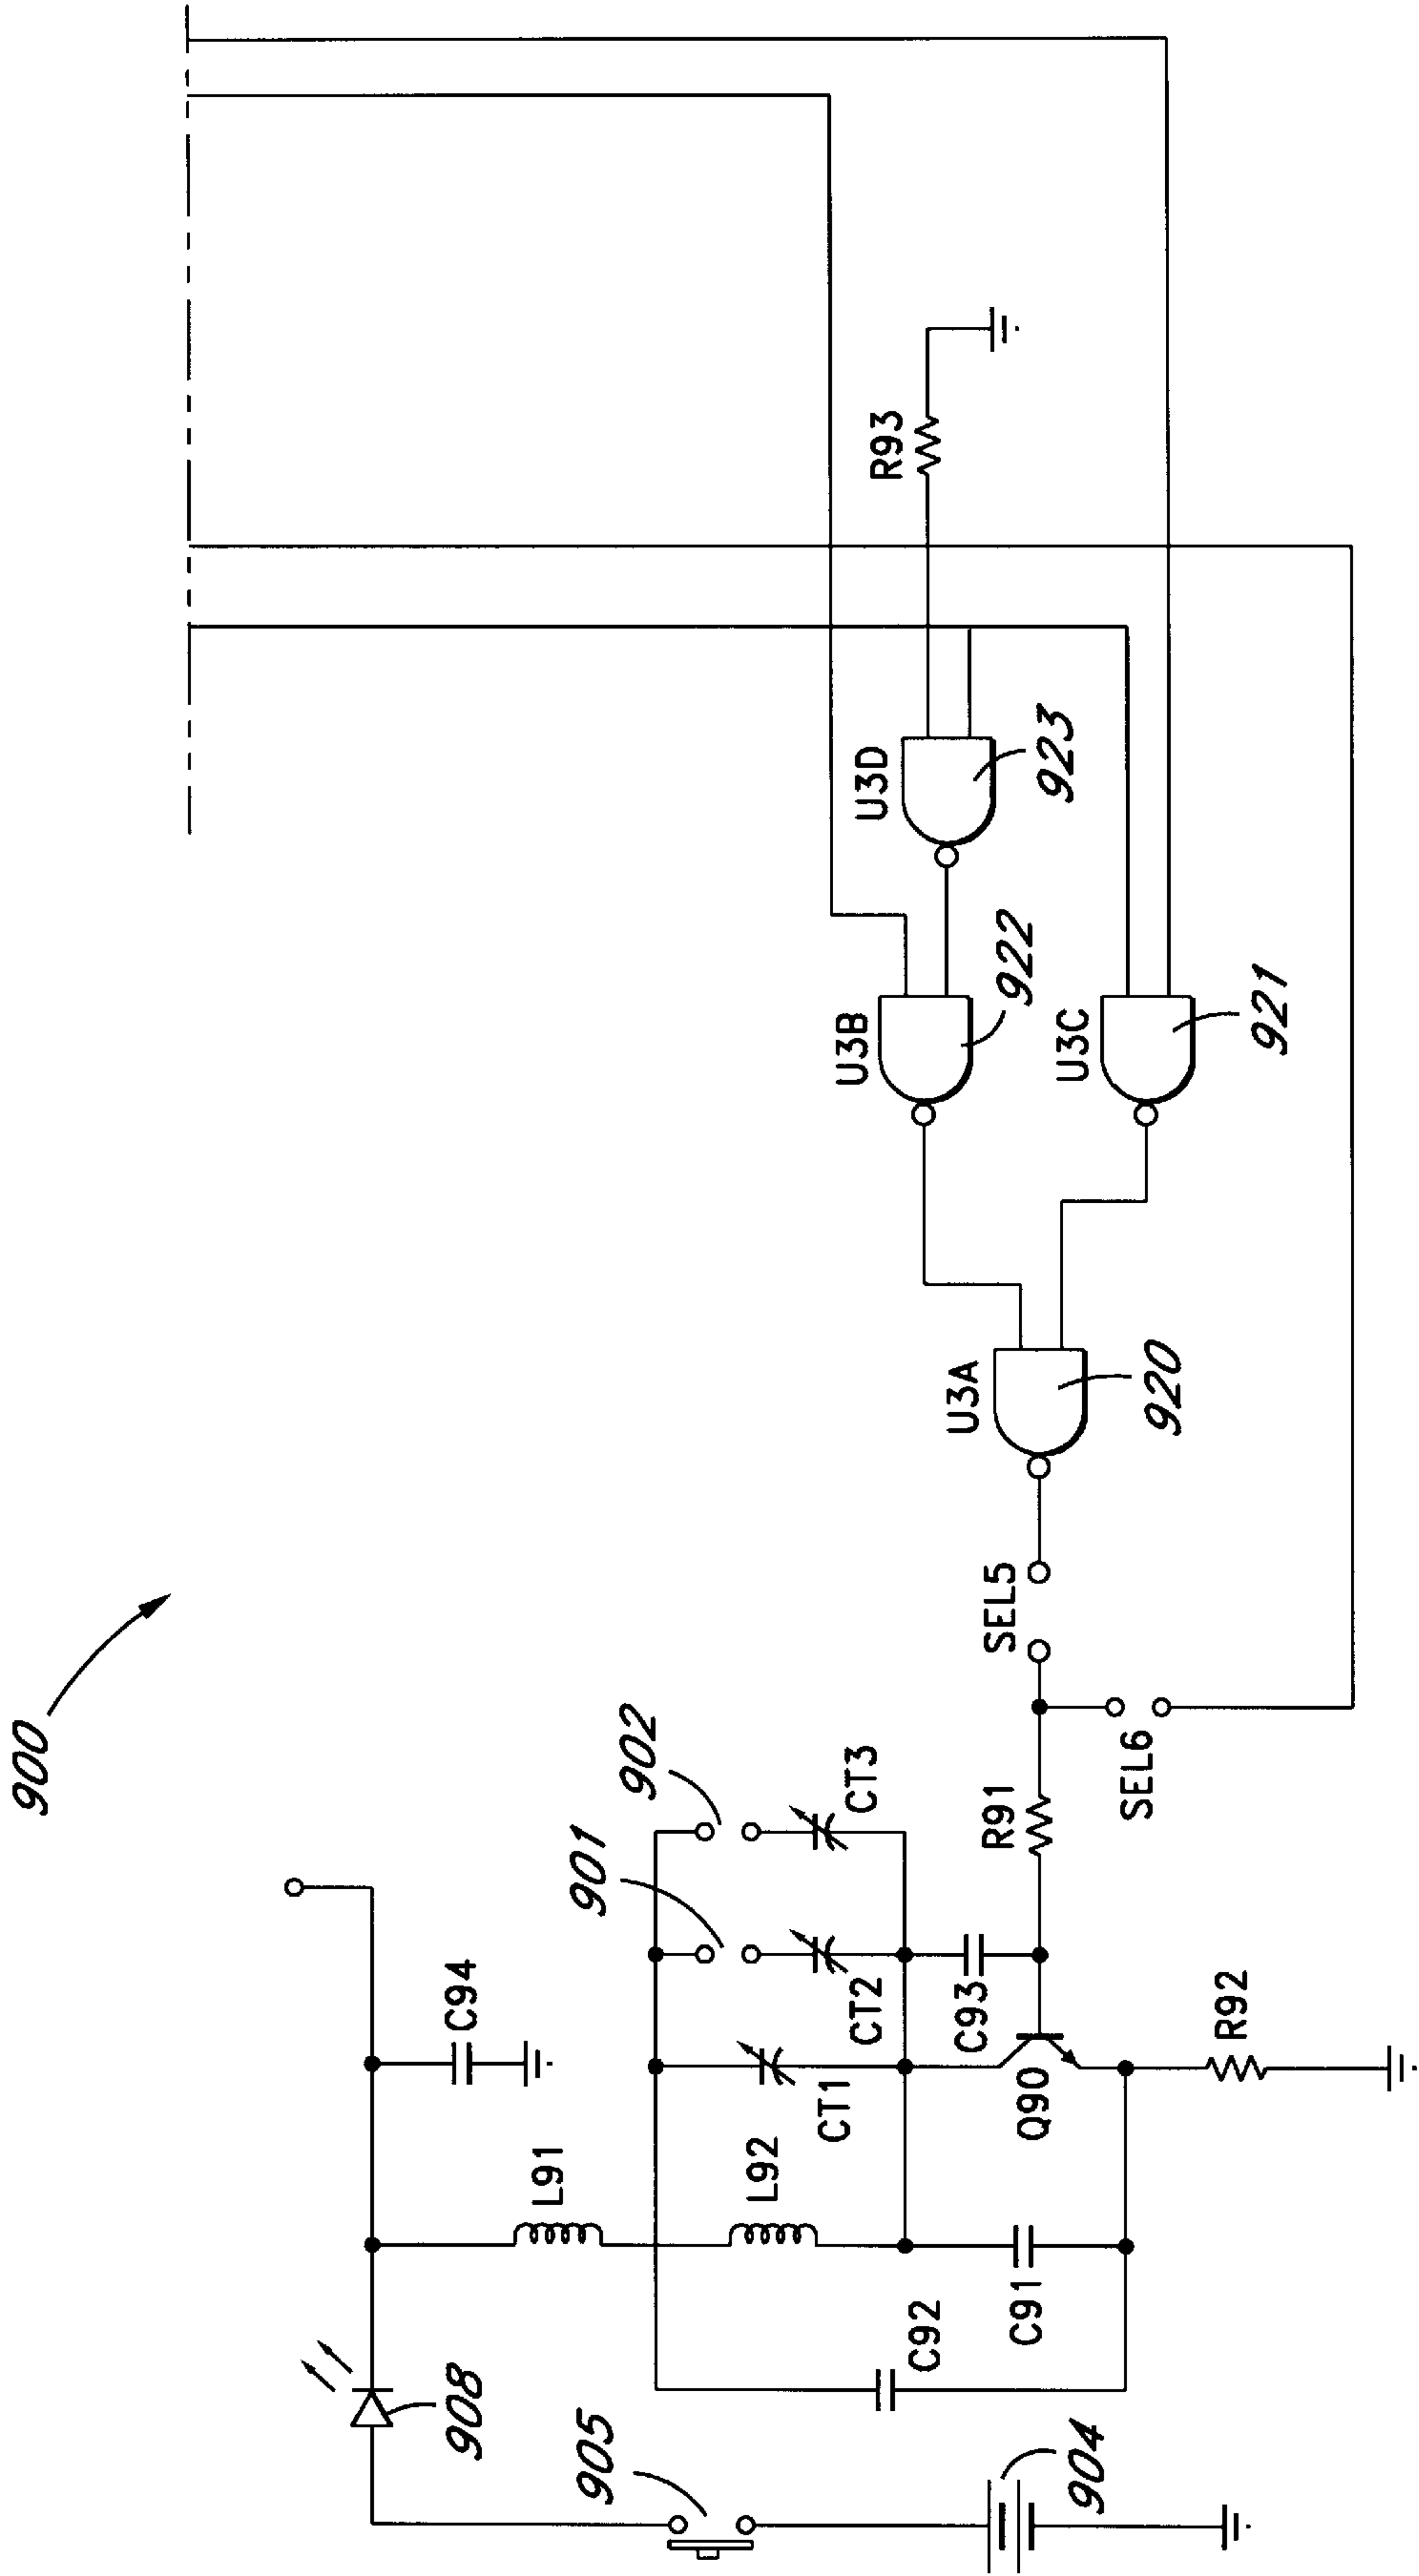 900
908
905
904
C94
L91
L92
C92
C91
CT1
CT2
CT3
901
902
C93
Q90
R91
R92
SEL5
SEL6
U3A
920
U3B
922
U3C
921
U3D
923
R93